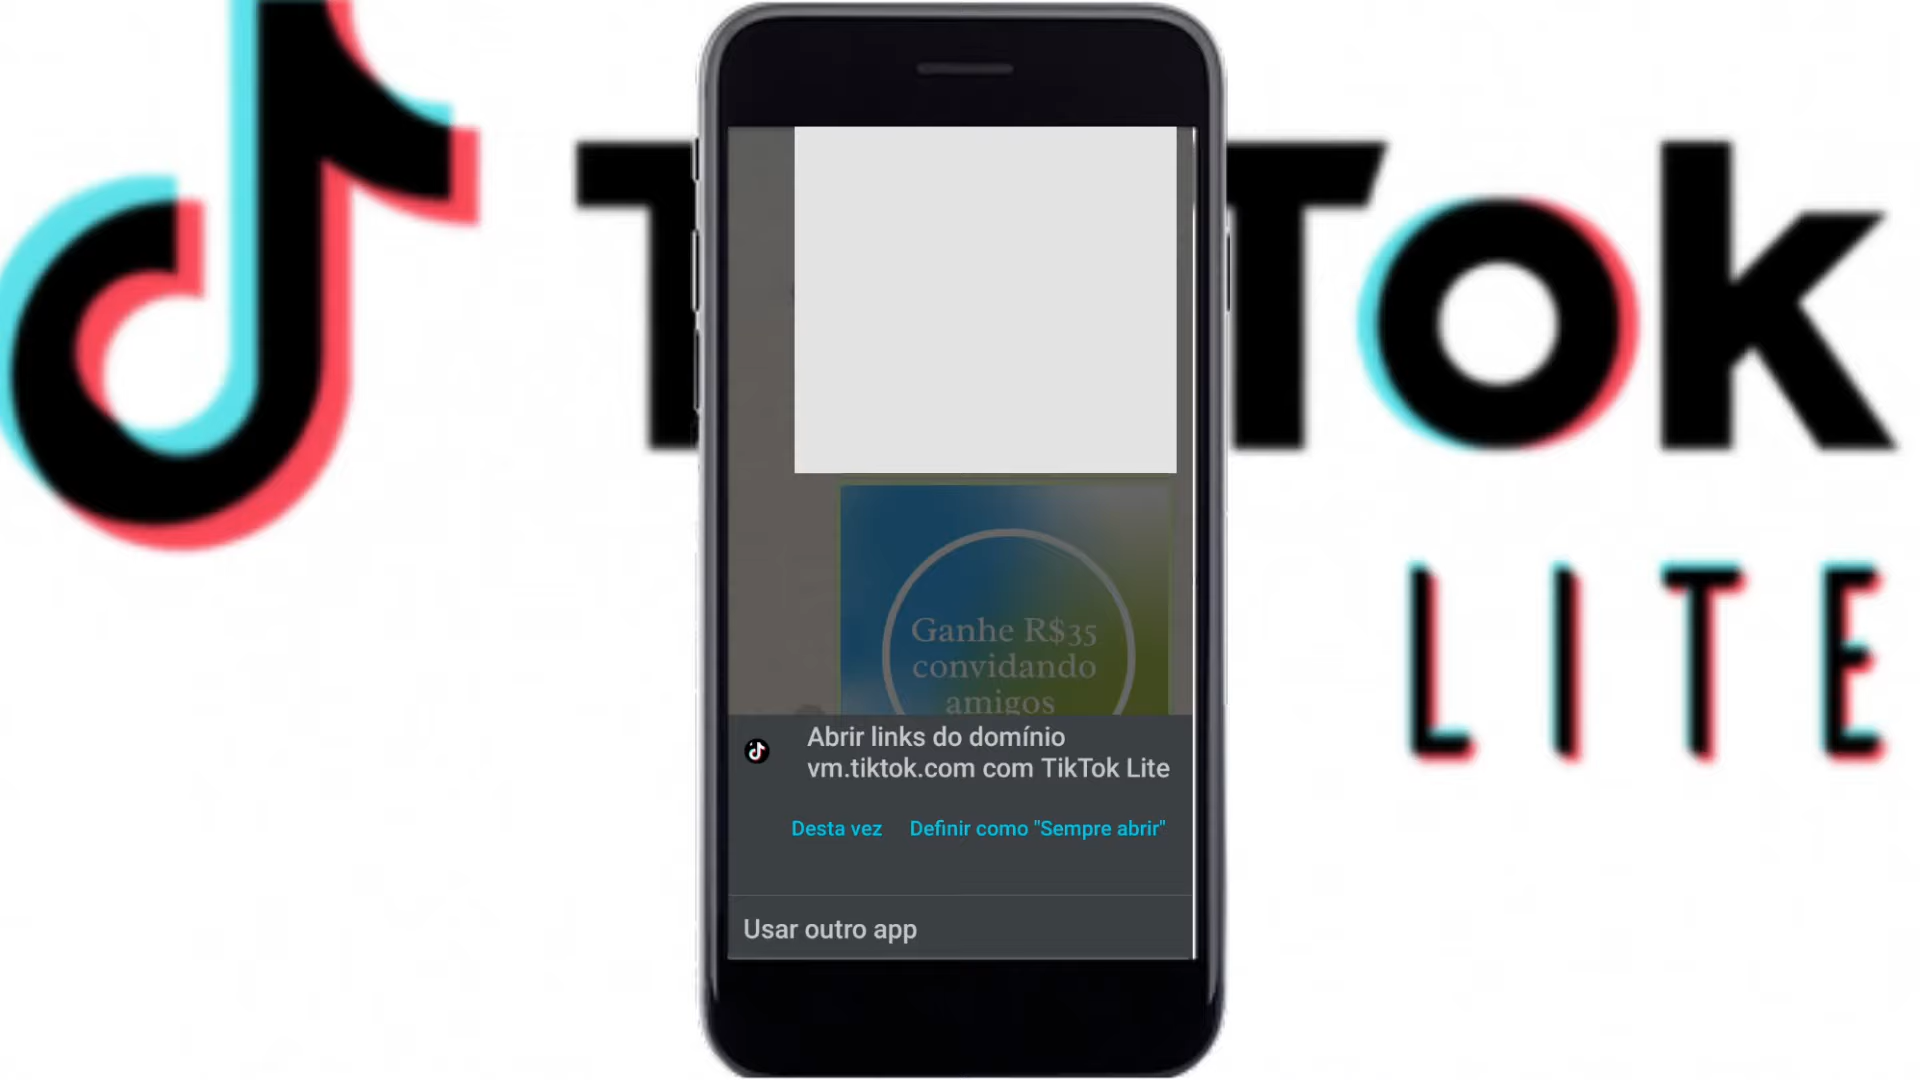 TikTok
LITE
Ganhe R$35
convidando
amigos
Abrir links do domínio
vm.tiktok.com com TikTok Lite
Desta vez
Definir como "Sempre abrir"
Usar outro app